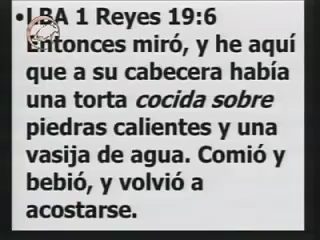 •LBA 1 Reyes 19:6
Entonces miró, y he aquí
que a su cabecera había
una torta cocida sobre
piedras calientes y una
vasija de agua. Comió y
bebió, y volvió a
acostarse.